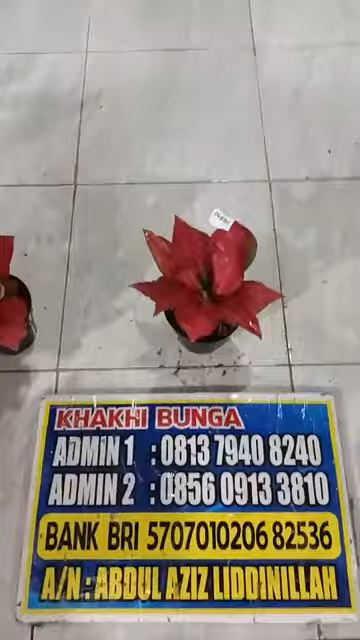 KHAKHI BUNGA
ADMIN 1 : 0813 7940 8240
ADMIN 2 : 0856 0913 3810
BANK BRI 5707010206 82536
A/N : ABDUL AZIZ LIDDINILLAH